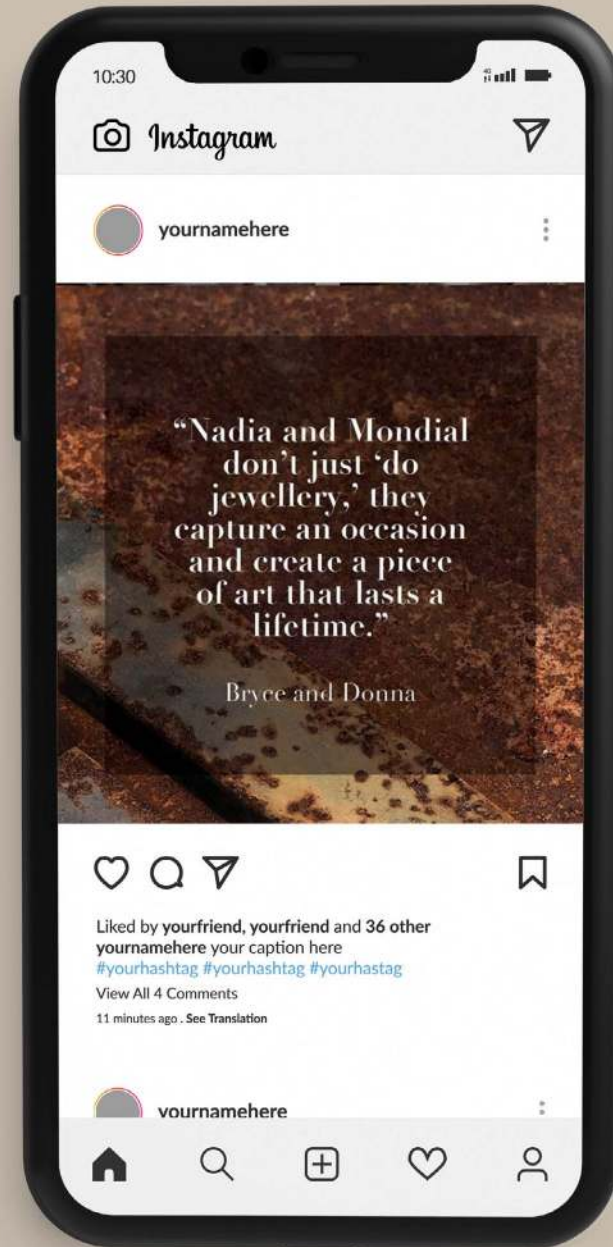 10:30
4G
Instagram
yournamehere
“Nadia and Mondial
don’t just ‘do
jewellery,’ they
capture an occasion
and create a piece
of art that lasts a
lifetime.”
Bryce and Donna
Liked by yourfriend, yourfriend and 36 other
yournamehere your caption here
#yourhashtag #yourhashtag #yourhastag
View All 4 Comments
11 minutes ago . See Translation
yournamehere